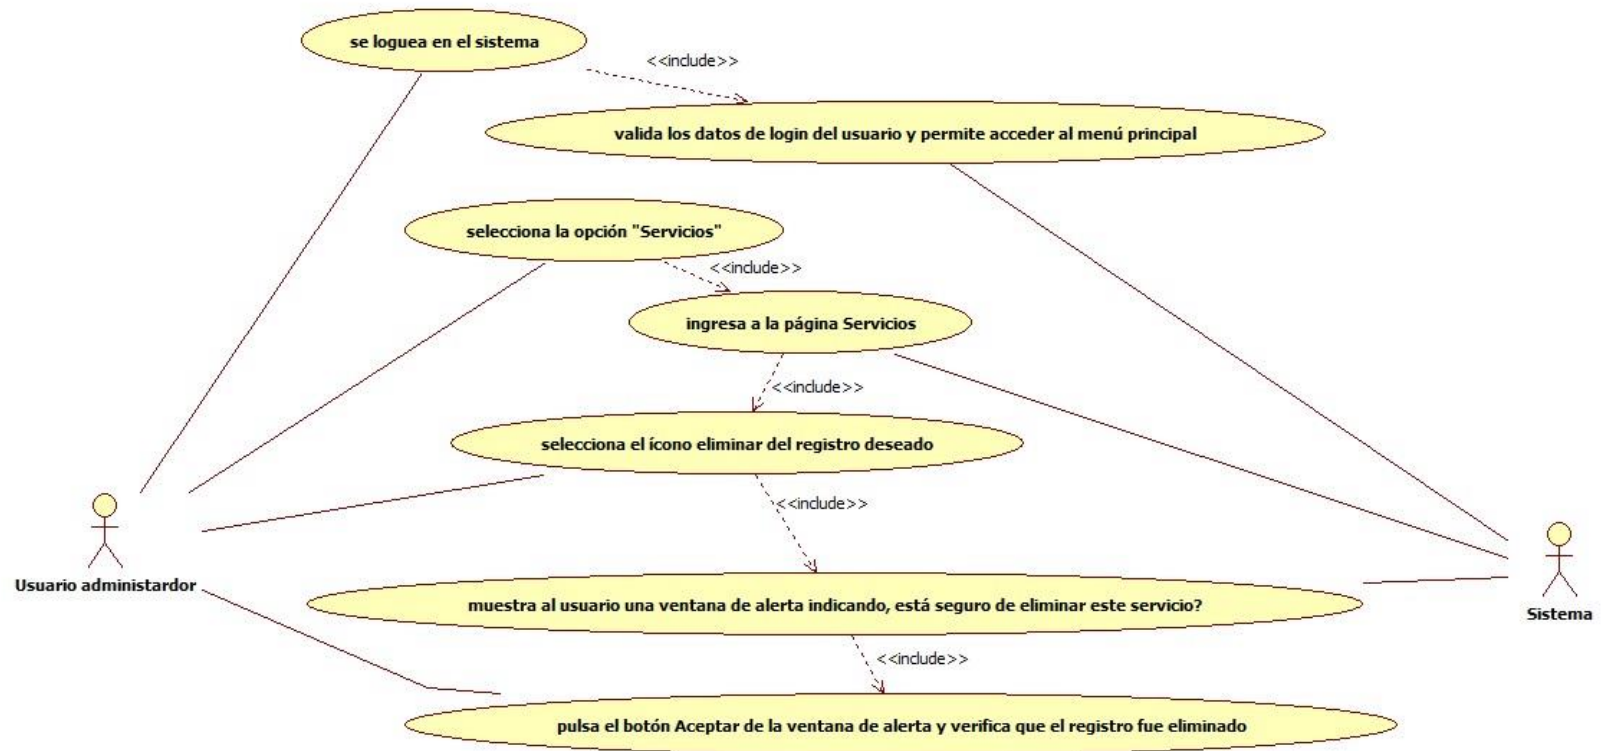 se loguea en el sistema
<<include>>
valida los datos de login del usuario y permite acceder al menú principal
selecciona la opción "Servicios"
<<include>>
ingresa a la página Servicios
<<include>>
selecciona el ícono eliminar del registro deseado
<<include>>
Usuario administardor
muestra al usuario una ventana de alerta indicando, está seguro de eliminar este servicio?
Sistema
<<include>>
pulsa el botón Aceptar de la ventana de alerta y verifica que el registro fue eliminado